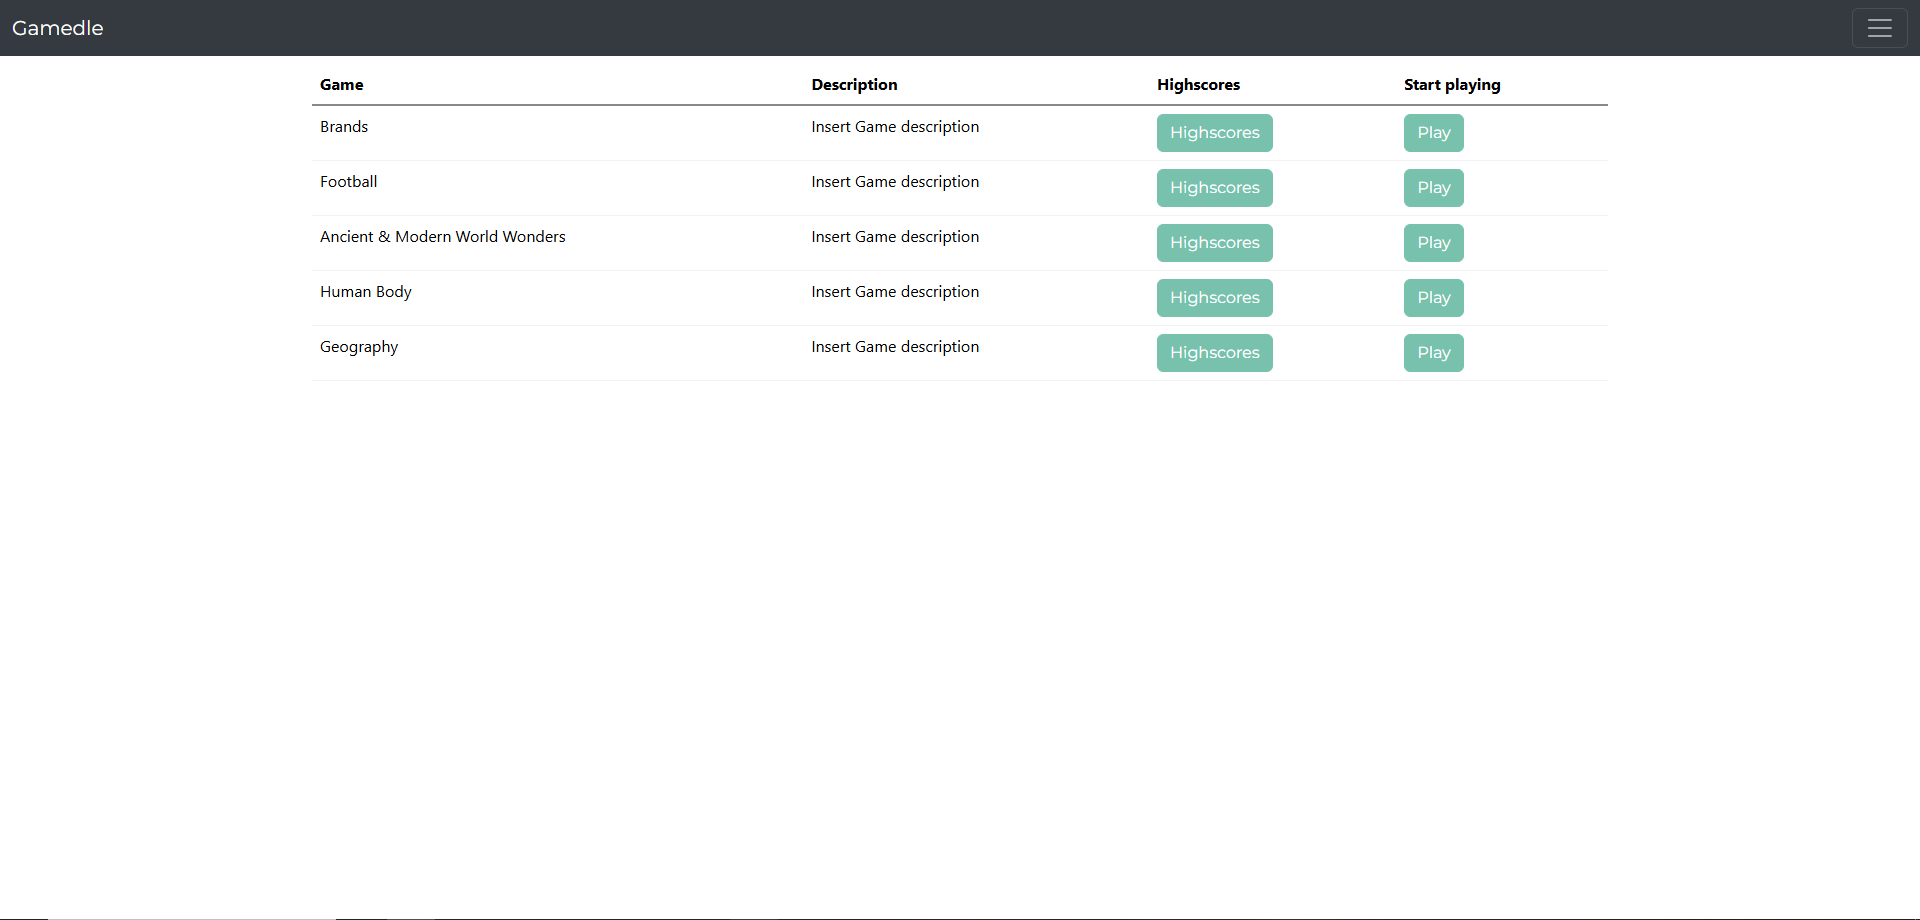 Gamedle
Game Description Highscores Start playing
Brands Insert Game description Highscores Play
Football Insert Game description Highscores Play
Ancient & Modern World Wonders Insert Game description Highscores Play
Human Body Insert Game description Highscores Play
Geography Insert Game description Highscores Play